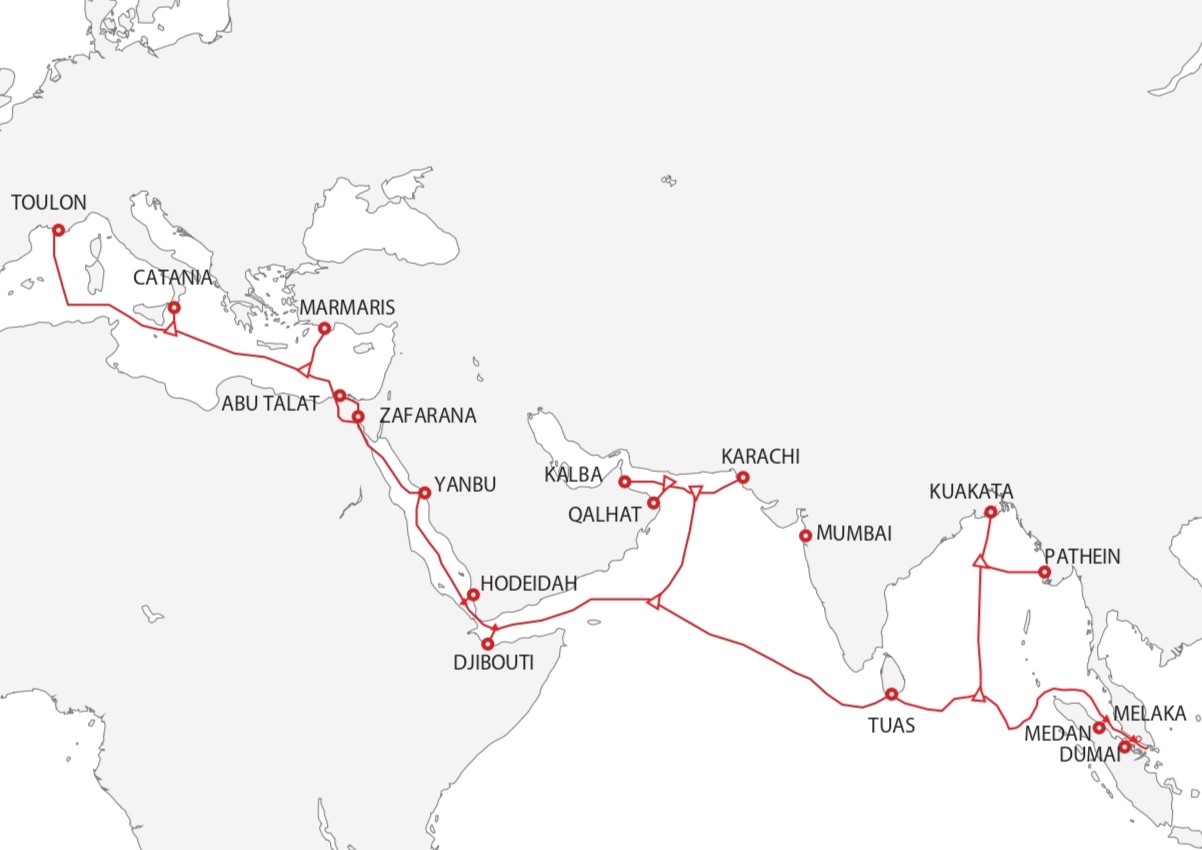 TOULON
CATANIA
MARMARIS
ABU TALAT
ZAFARANA
YANBU
KALBA
QALHAT
KARACHI
MUMBAI
KUAKATA
PATHEIN
HODEIDAH
DJIBOUTI
TUAS
MELAKA
MEDAN
DUMAI